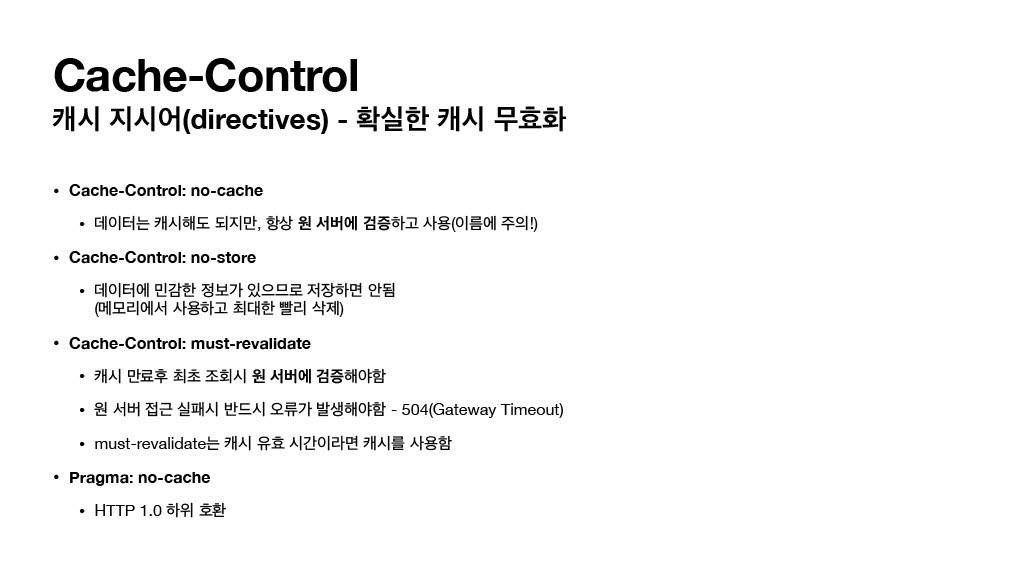 Cache-Control
캐시 지시어(directives) - 확실한 캐시 무효화
• Cache-Control: no-cache
• 데이터는 캐시해도 되지만, 항상 원 서버에 검증하고 사용(이름에 주의!)
• Cache-Control: no-store
• 데이터에 민감한 정보가 있으므로 저장하면 안됨
(메모리에서 사용하고 최대한 빨리 삭제)
• Cache-Control: must-revalidate
• 캐시 만료후 최초 조회시 원 서버에 검증해야함
• 원 서버 접근 실패시 반드시 오류가 발생해야함 - 504(Gateway Timeout)
• must-revalidate는 캐시 유효 시간이라면 캐시를 사용함
• Pragma: no-cache
• HTTP 1.0 하위 호환